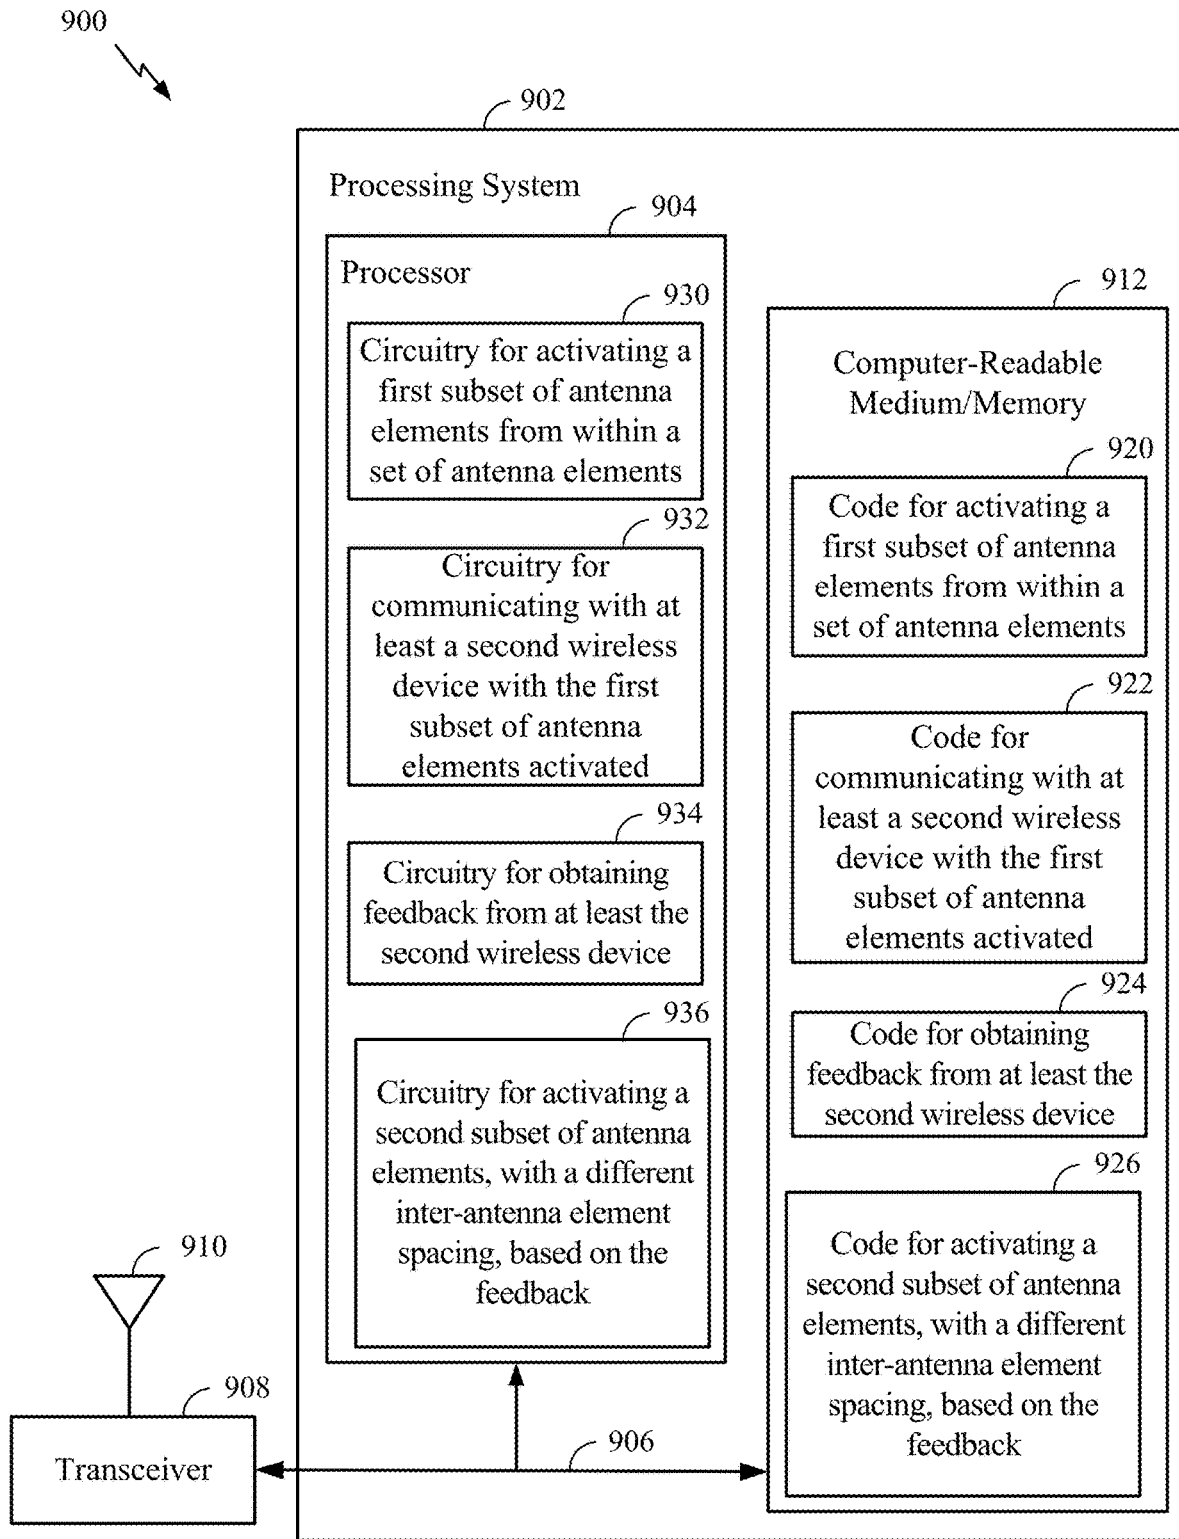 900
902
Processing System
904
Processor
930
Circuitry for activating a
first subset of antenna
elements from within a
set of antenna elements
932
Circuitry for
communicating with at
least a second wireless
device with the first
subset of antenna
elements activated
934
Circuitry for obtaining
feedback from at least the
second wireless device
936
Circuitry for activating a
second subset of antenna
elements, with a different
inter-antenna element
spacing, based on the
feedback
912
Computer-Readable
Medium/Memory
920
Code for activating a
first subset of antenna
elements from within a
set of antenna elements
922
Code for
communicating with at
least a second wireless
device with the first
subset of antenna
elements activated
924
Code for obtaining
feedback from at least the
second wireless device
926
Code for activating a
second subset of antenna
elements, with a different
inter-antenna element
spacing, based on the
feedback
910
908
Transceiver
906